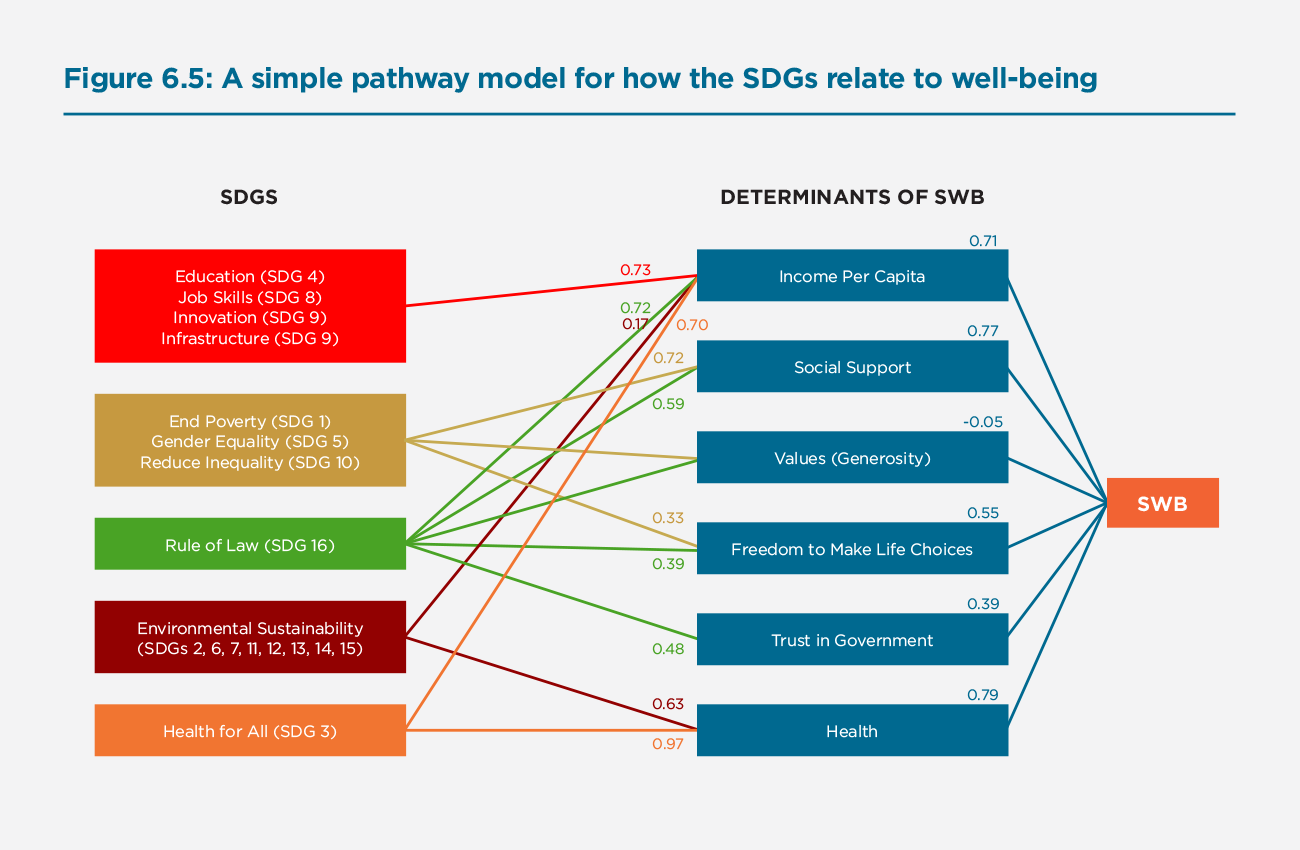 Figure 6.5: A simple pathway model for how the SDGs relate to well-being
SDGS
DETERMINANTS OF SWB
Education (SDG 4)
Job Skills (SDG 8)
Innovation (SDG 9)
Infrastructure (SDG 9)
End Poverty (SDG 1)
Gender Equality (SDG 5)
Reduce Inequality (SDG 10)
Rule of Law (SDG 16)
Environmental Sustainability
(SDGs 2, 6, 7, 11, 12, 13, 14, 15)
Health for All (SDG 3)
0.73
0.72
0.17
0.70
0.72
0.59
0.33
0.39
0.48
0.63
0.97
0.71
Income Per Capita
0.77
Social Support
-0.05
Values (Generosity)
0.55
Freedom to Make Life Choices
0.39
Trust in Government
0.79
Health
SWB